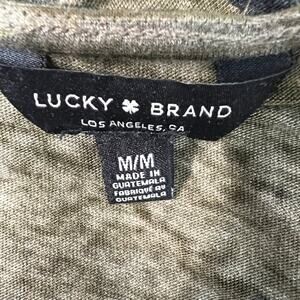 LUCKY BRAND
LOS ANGELES, CA
M/M
MADE IN
GUATEMALA
FABRIQUÉ AU
GUATEMALA